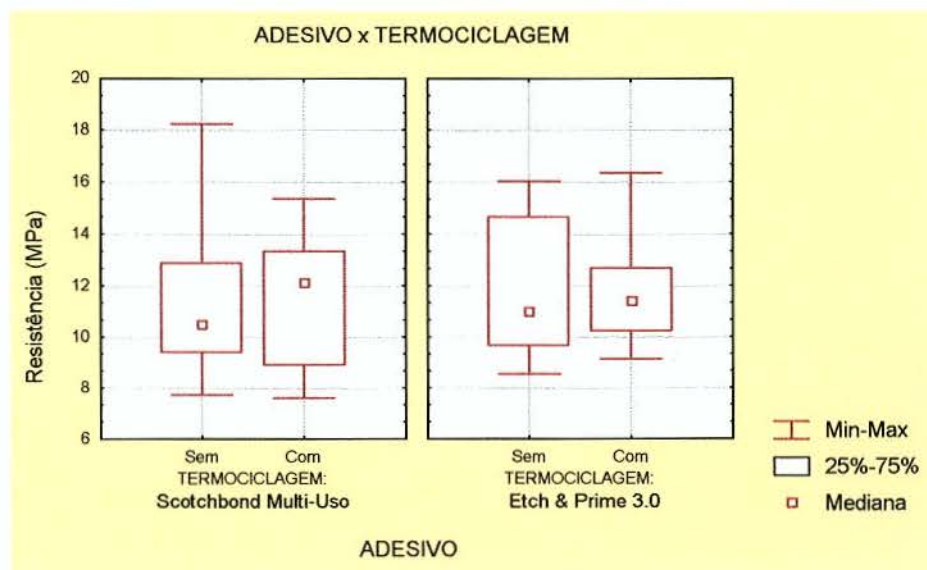 ADESIVO x TERMOCICLAGEM
Resistência (MPa)
20
18
16
14
12
10
8
6
Sem Com
TERMOCICLAGEM:
Scotchbond Multi-Uso
Sem Com
TERMOCICLAGEM:
Etch & Prime 3.0
ADESIVO
Min-Max
25%-75%
Mediana